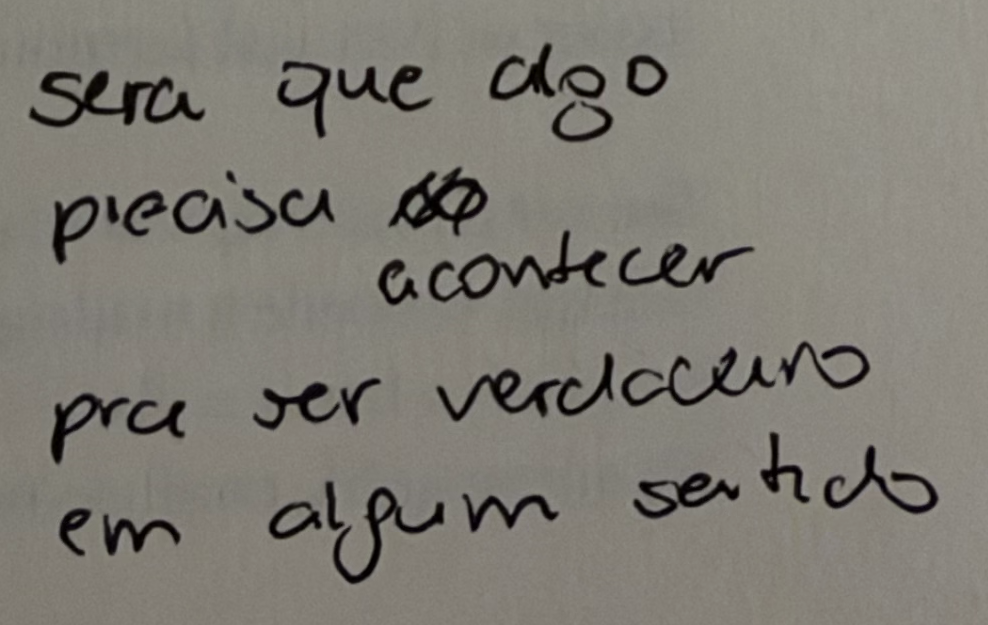 sera que algo
precisa
acontecer
pra ser verdadeiro
em algum sentido